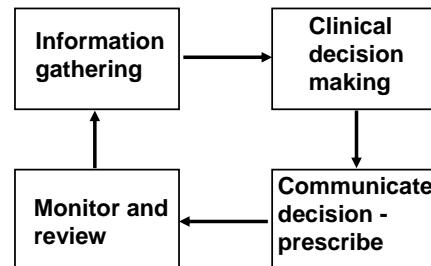 Information
gathering
Clinical
decision
making
Communicate
decision -
prescribe
Monitor and
review